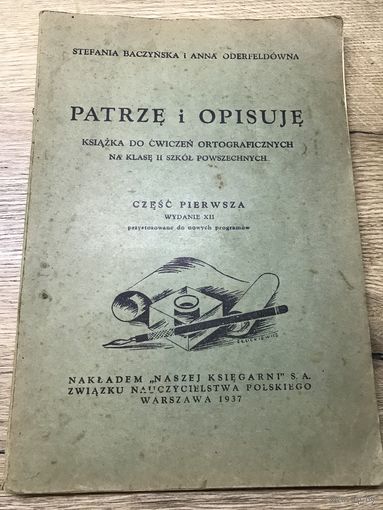 STEFANIA BACZYŃSKA i ANNA ODERFELDÓWNA
PATRZĘ i OPISUJĘ
KSIĄŻKA DO ĆWICZEŃ ORTOGRAFICZNYCH
NA KLASĘ II SZKÓŁ POWSZECHNYCH
CZĘŚĆ PIERWSZA
WYDANIE XII
przystosowane do nowych programów
NAKŁADEM „NASZEJ KSIĘGARNI" S. A.
ZWIĄZKU NAUCZYCIELSTWA POLSKIEGO
WARSZAWA 1937